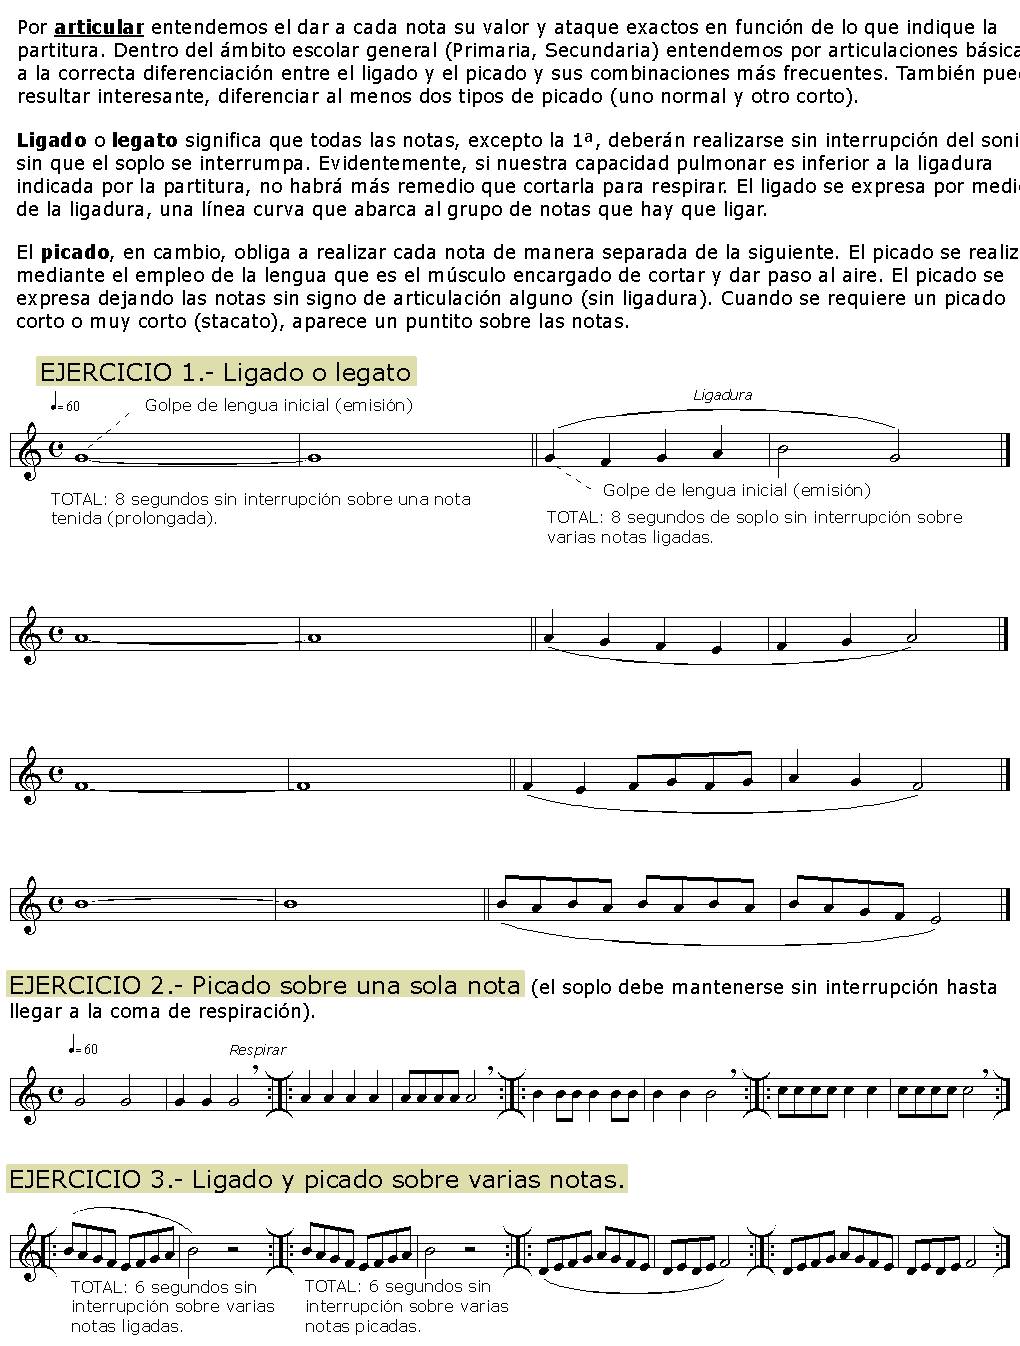 Por articular entendemos el dar a cada nota su valor y ataque exactos en función de lo que indique la
partitura. Dentro del ámbito escolar general (Primaria, Secundaria) entendemos por articulaciones básica
a la correcta diferenciación entre el ligado y el picado y sus combinaciones más frecuentes. También pue
resultar interesante, diferenciar al menos dos tipos de picado (uno normal y otro corto).
Ligado o legato significa que todas las notas, excepto la 1ª, deberán realizarse sin interrupción del soni
sin que el soplo se interrumpa. Evidentemente, si nuestra capacidad pulmonar es inferior a la ligadura
indicada por la partitura, no habrá más remedio que cortarla para respirar. El ligado se expresa por medi
de la ligadura, una línea curva que abarca al grupo de notas que hay que ligar.
El picado, en cambio, obliga a realizar cada nota de manera separada de la siguiente. El picado se realiz
mediante el empleo de la lengua que es el músculo encargado de cortar y dar paso al aire. El picado se
expresa dejando las notas sin signo de articulación alguno (sin ligadura). Cuando se requiere un picado
corto o muy corto (stacato), aparece un puntito sobre las notas.
EJERCICIO 1.- Ligado o legato
= 60 Golpe de lengua inicial (emisión)
Ligadura
Golpe de lengua inicial (emisión)
TOTAL: 8 segundos sin interrupción sobre una nota
tenida (prolongada).
TOTAL: 8 segundos de soplo sin interrupción sobre
varias notas ligadas.
EJERCICIO 2.- Picado sobre una sola nota (el soplo debe mantenerse sin interrupción hasta
llegar a la coma de respiración).
= 60
Respirar
EJERCICIO 3.- Ligado y picado sobre varias notas.
TOTAL: 6 segundos sin
interrupción sobre varias
notas ligadas.
TOTAL: 6 segundos sin
interrupción sobre varias
notas picadas.